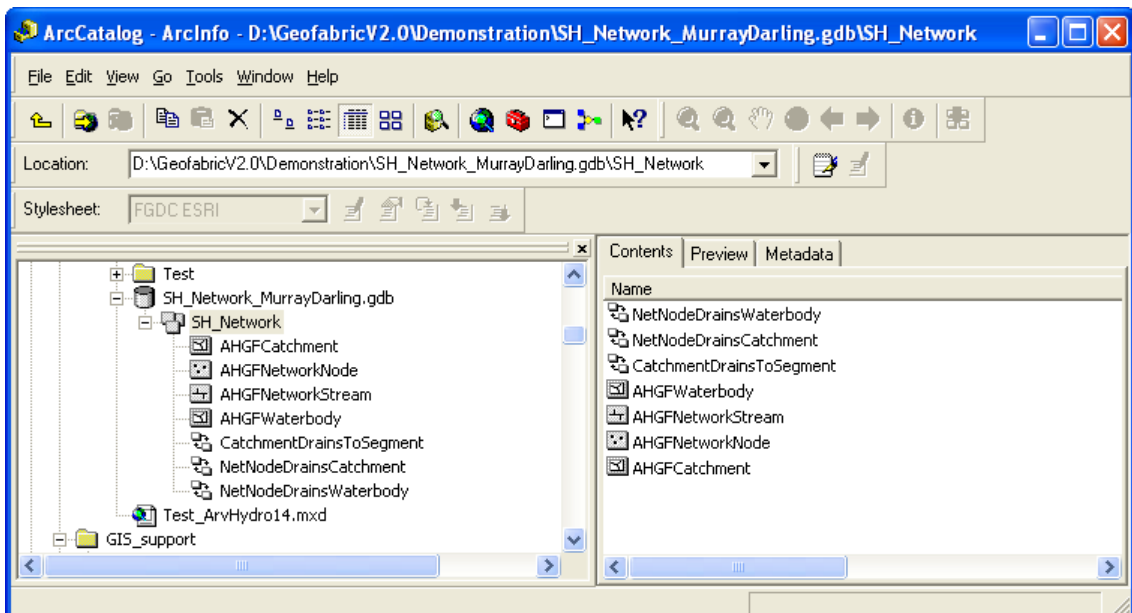 ArcCatalog - ArcInfo - D:\GeofabricV2.0\Demonstration\SH_Network_MurrayDarling.gdb\SH_Network
File Edit View Go Tools Window Help
Location: D:\GeofabricV2.0\Demonstration\SH_Network_MurrayDarling.gdb\SH_Network
Stylesheet: FGDC ESRI
Test
SH_Network_MurrayDarling.gdb
SH_Network
AHGFCatchment
AHGFNetworkNode
AHGFNetworkStream
AHGFWaterbody
CatchmentDrainsToSegment
NetNodeDrainsCatchment
NetNodeDrainsWaterbody
Test_ArvHydro14.mxd
GIS_support
Contents Preview Metadata
Name
NetNodeDrainsWaterbody
NetNodeDrainsCatchment
CatchmentDrainsToSegment
AHGFWaterbody
AHGFNetworkStream
AHGFNetworkNode
AHGFCatchment